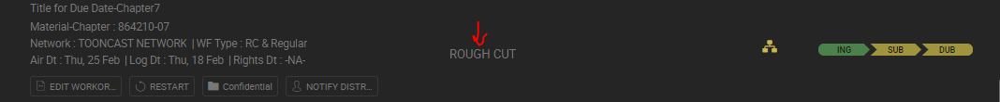 Title for Due Date-Chapter7
Material-Chapter : 864210-07
Network : TOONCAST NETWORK | WF Type : RC & Regular
Air Dt : Thu, 25 Feb | Log Dt : Thu, 18 Feb | Rights Dt : -NA-
ROUGH CUT
ING SUB DUB
EDIT WORKOR... RESTART Confidential NOTIFY DISTR...